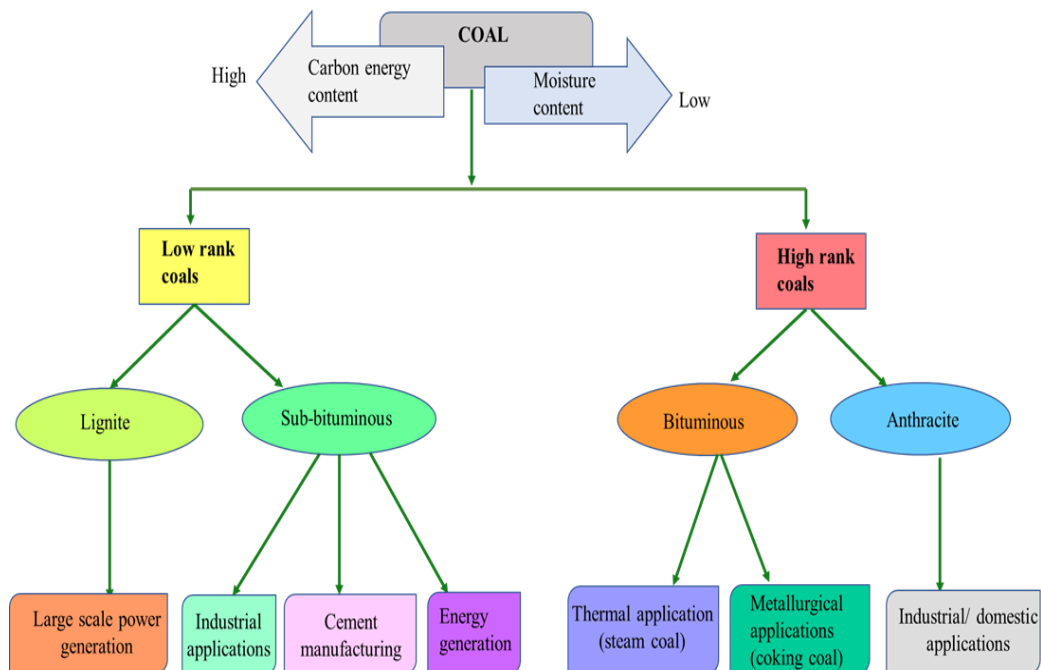 COAL
High
Carbon energy
content
Moisture
content
Low
Low rank
coals
High rank
coals
Lignite
Sub-bituminous
Bituminous
Anthracite
Large scale power
generation
Industrial
applications
Cement
manufacturing
Energy
generation
Thermal application
(steam coal)
Metallurgical
applications
(coking coal)
Industrial/ domestic
applications